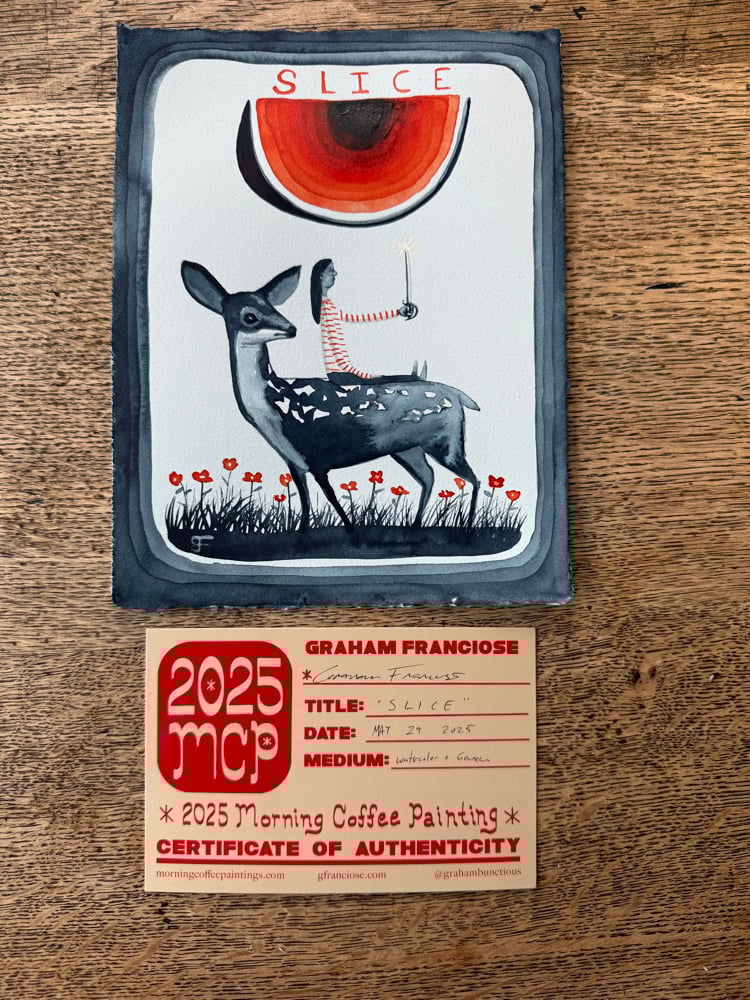 SLICE
GF
2025
MCP
GRAHAM FRANCIOSE
* Graham Franciose
TITLE: "SLICE"
DATE: MAY 29 2025
MEDIUM: Watercolor + Gouache
* 2025 Morning Coffee Painting *
CERTIFICATE OF AUTHENTICITY
morningcoffeepaintings.com gfranciose.com @grahambunctious